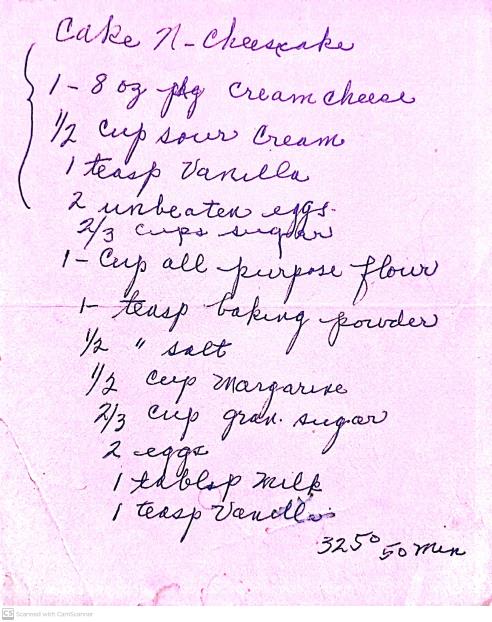 Cake N-Cheesecake
1 - 8 oz pkg cream cheese
1/2 cup sour cream
1 teasp Vanilla
2 unbeaten eggs.
2/3 cups sugar
1 - Cup all purpose flour
1 - teasp baking powder
1/2 " salt
1/2 cup Margarine
2/3 cup gran. sugar
2 eggs
1 tablsp milk
1 teasp Vanilla
325° 50 min
CS Scanned with CamScanner